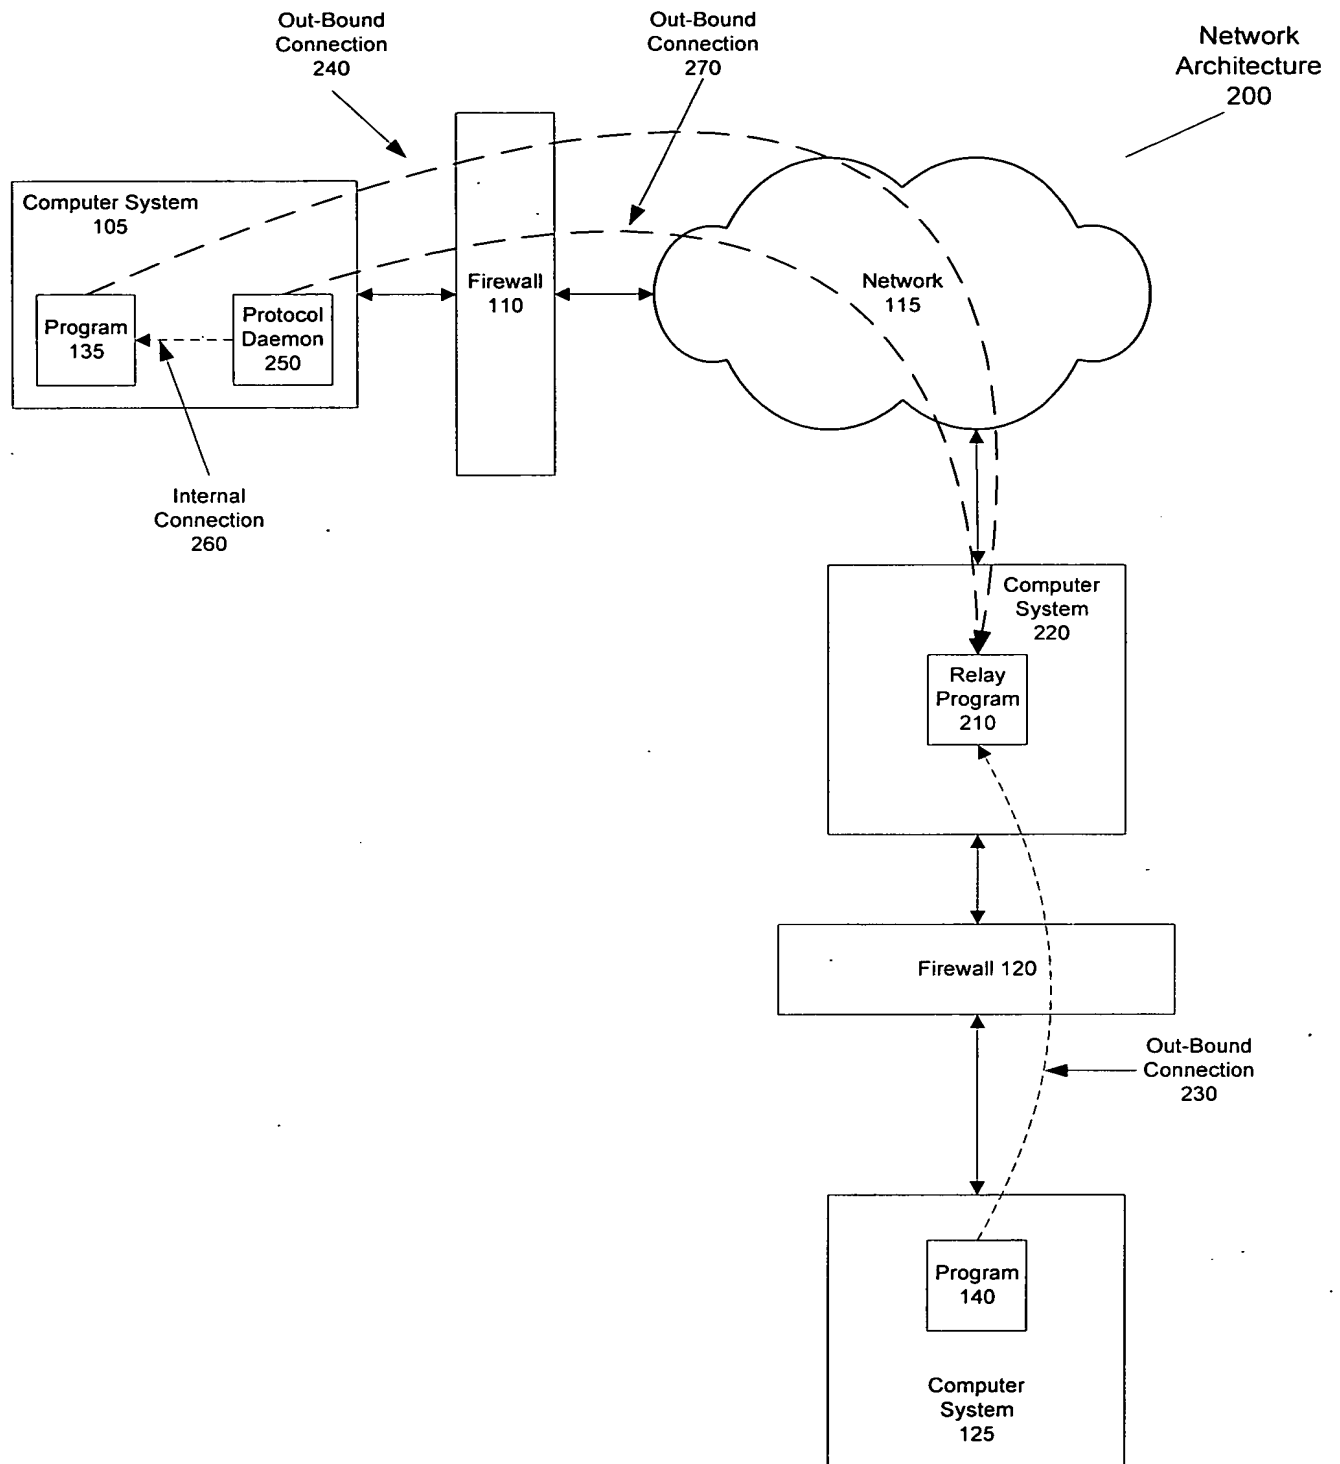 Out-Bound
Connection
240
Out-Bound
Connection
270
Network
Architecture
200
Computer System
105
Program
135
Protocol
Daemon
250
Firewall
110
Network
115
Internal
Connection
260
Computer
System
220
Relay
Program
210
Firewall 120
Out-Bound
Connection
230
Program
140
Computer
System
125